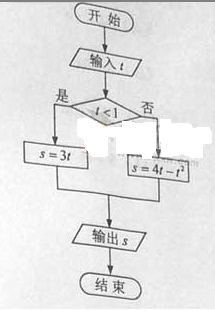 开始
输入 t
是
t<1
否
s=3t
s=4t-t²
输出 s
结束